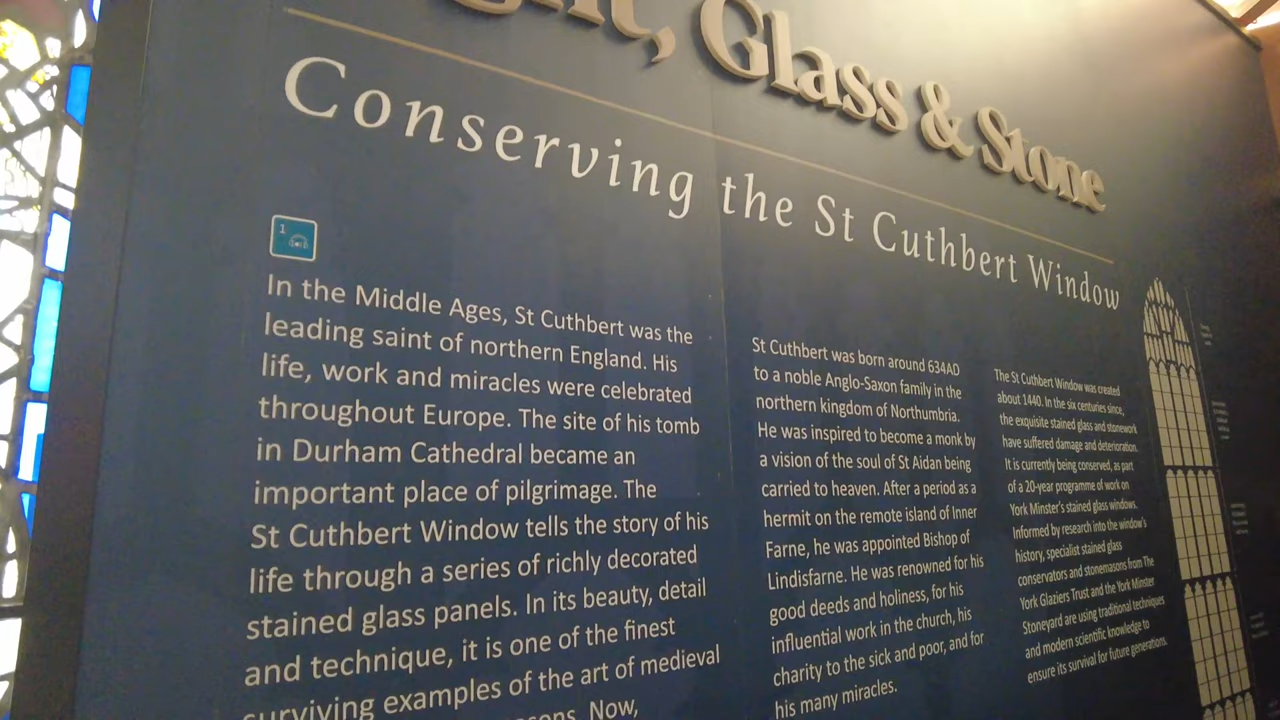 Glass & Stone
Conserving the St Cuthbert Window
1
In the Middle Ages, St Cuthbert was the
leading saint of northern England. His
life, work and miracles were celebrated
throughout Europe. The site of his tomb
in Durham Cathedral became an
important place of pilgrimage. The
St Cuthbert Window tells the story of his
life through a series of richly decorated
stained glass panels. In its beauty, detail
and technique, it is one of the finest
surviving examples of the art of medieval
Now,
St Cuthbert was born around 634AD
to a noble Anglo-Saxon family in the
northern kingdom of Northumbria.
He was inspired to become a monk by
a vision of the soul of St Aidan being
carried to heaven. After a period as a
hermit on the remote island of Inner
Farne, he was appointed Bishop of
Lindisfarne. He was renowned for his
good deeds and holiness, for his
influential work in the church, his
charity to the sick and poor, and for
his many miracles.
The St Cuthbert Window was created
about 1440. In the six centuries since,
the exquisite stained glass and stonework
have suffered damage and deterioration.
It is currently being conserved, as part
of a 20-year programme of work on
York Minster's stained glass windows.
Informed by research into the window's
history, specialist stained glass
conservators and stonemasons from The
York Glaziers Trust and the York Minster
Stoneyard are using traditional techniques
and modern scientific knowledge to
ensure its survival for future generations.